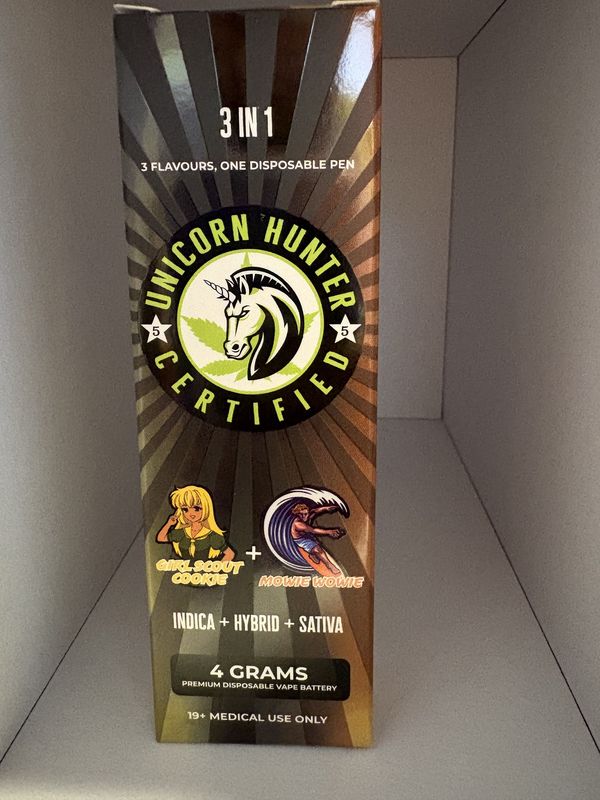 3 IN 1
3 FLAVOURS, ONE DISPOSABLE PEN
UNICORN HUNTER
5 5
CERTIFIED
GIRL SCOUT
COOKIE
+
MOWIE WOWIE
INDICA + HYBRID + SATIVA
4 GRAMS
PREMIUM DISPOSABLE VAPE BATTERY
19+ MEDICAL USE ONLY